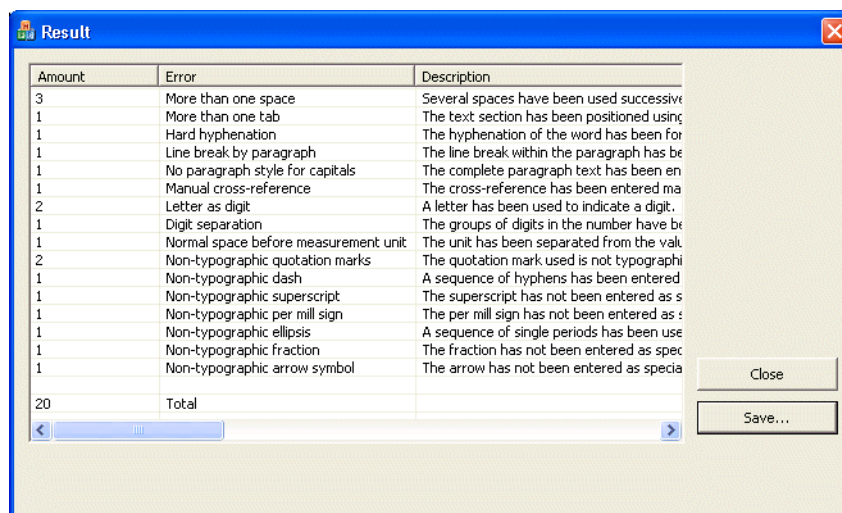 Result
Amount Error Description
3 More than one space Several spaces have been used successive
1 More than one tab The text section has been positioned using
1 Hard hyphenation The hyphenation of the word has been for
1 Line break by paragraph The line break within the paragraph has be
1 No paragraph style for capitals The complete paragraph text has been en
1 Manual cross-reference The cross-reference has been entered ma
2 Letter as digit A letter has been used to indicate a digit.
1 Digit separation The groups of digits in the number have be
1 Normal space before measurement unit The unit has been separated from the valu
2 Non-typographic quotation marks The quotation mark used is not typographi
1 Non-typographic dash A sequence of hyphens has been entered
1 Non-typographic superscript The superscript has not been entered as s
1 Non-typographic per mill sign The per mill sign has not been entered as s
1 Non-typographic ellipsis A sequence of single periods has been use
1 Non-typographic fraction The fraction has not been entered as spec
1 Non-typographic arrow symbol The arrow has not been entered as specia
Close
20 Total
Save...